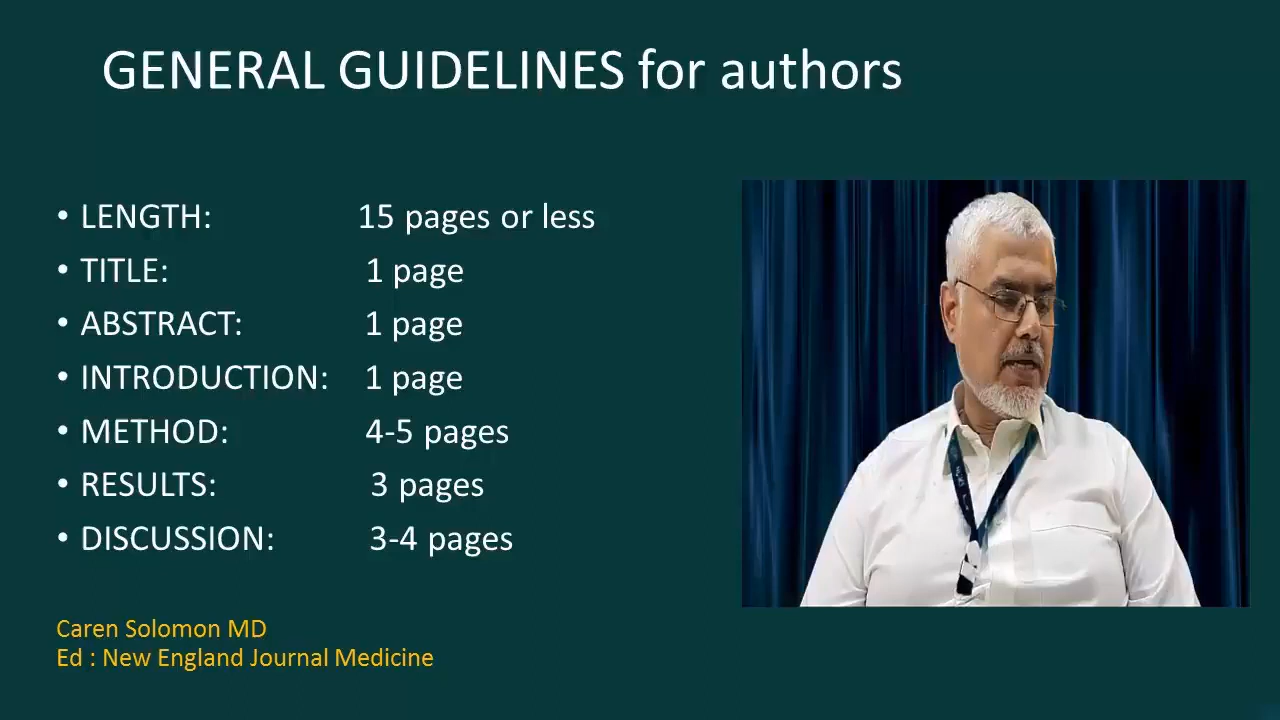 GENERAL GUIDELINES for authors
• LENGTH: 15 pages or less
• TITLE: 1 page
• ABSTRACT: 1 page
• INTRODUCTION: 1 page
• METHOD: 4-5 pages
• RESULTS: 3 pages
• DISCUSSION: 3-4 pages
Caren Solomon MD
Ed : New England Journal Medicine